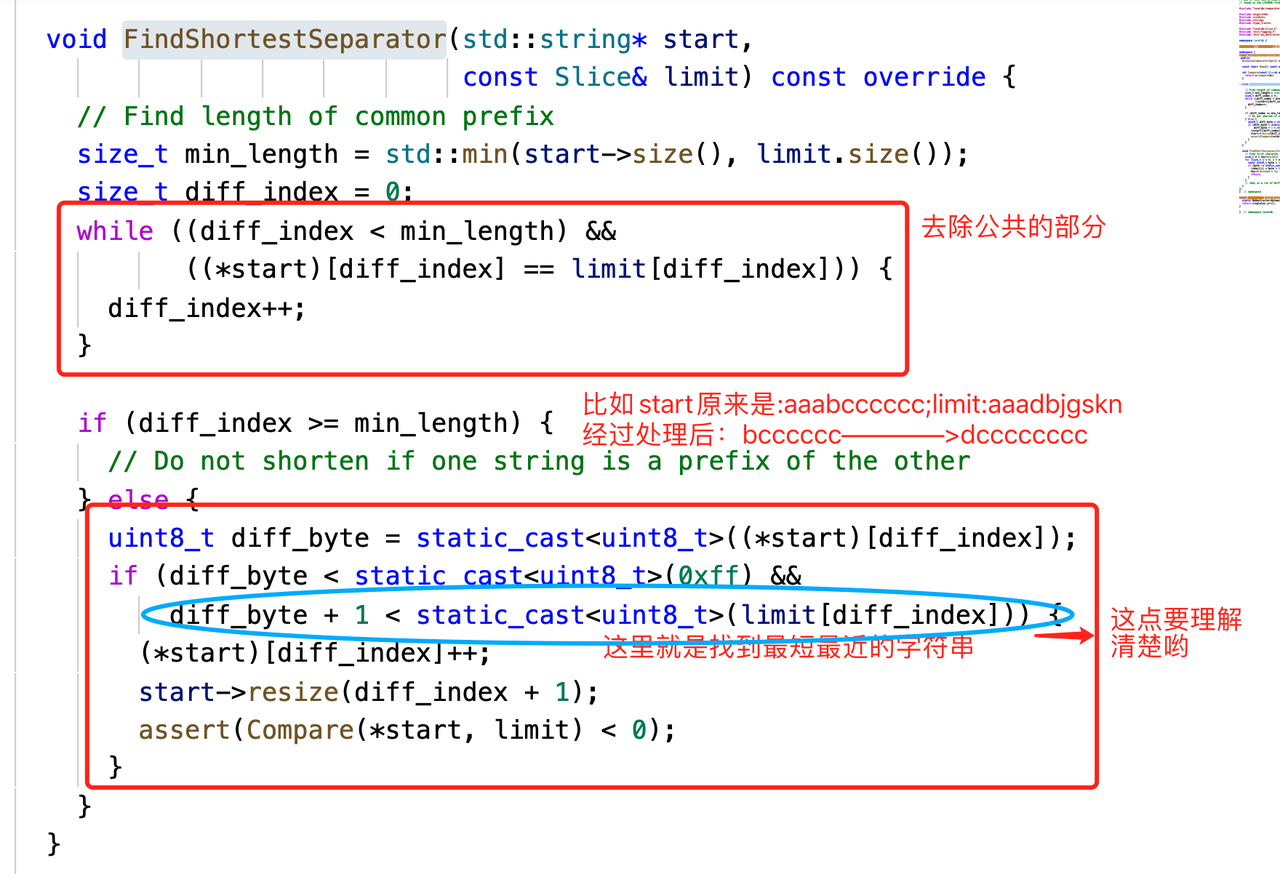 void FindShortestSeparator(std::string* start,
const Slice& limit) const override {
// Find length of common prefix
size_t min_length = std::min(start->size(), limit.size());
size_t diff_index = 0;
while ((diff_index < min_length) &&
去除公共的部分
((*start)[diff_index] == limit[diff_index])) {
diff_index++;
}
比如start原来是:aaabcccccc;limit:aaadbjgskn
if (diff_index >= min_length) {
经过处理后：bcccccc————>dcccccccc
// Do not shorten if one string is a prefix of the other
} else {
uint8_t diff_byte = static_cast<uint8_t>((*start)[diff_index]);
if (diff_byte < static_cast<uint8_t>(0xff) &&
diff_byte + 1 < static_cast<uint8_t>(limit[diff_index])) {
这点要理解
清楚哟
这里就是找到最短最近的字符串
(*start)[diff_index]++;
start->resize(diff_index + 1);
assert(Compare(*start, limit) < 0);
}
}
}